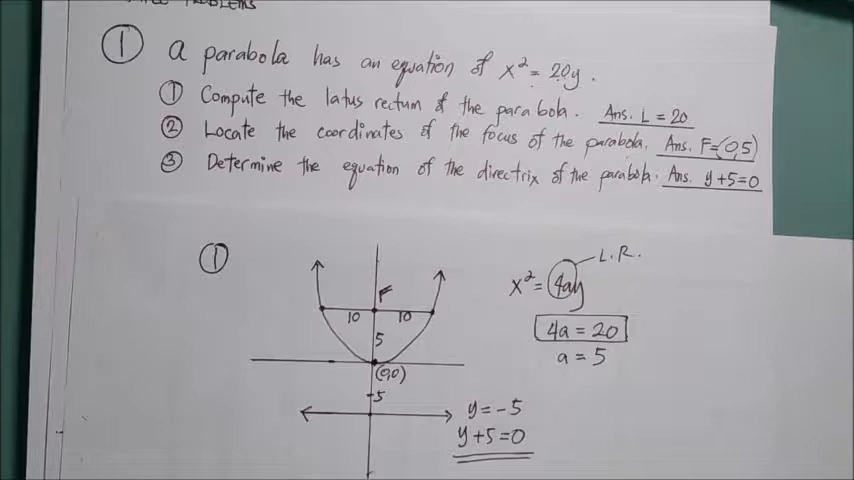 PROBLEMS
① a parabola has an equation of x² = 20y.
① Compute the latus rectum of the parabola. Ans. L = 20
② Locate the coordinates of the focus of the parabola. Ans. F=(0,5)
③ Determine the equation of the directrix of the parabola. Ans. y+5=0
①
L.R.
x² = 4ay
F
10 10
4a = 20
5
a = 5
(0,0)
-5
y = -5
y+5=0